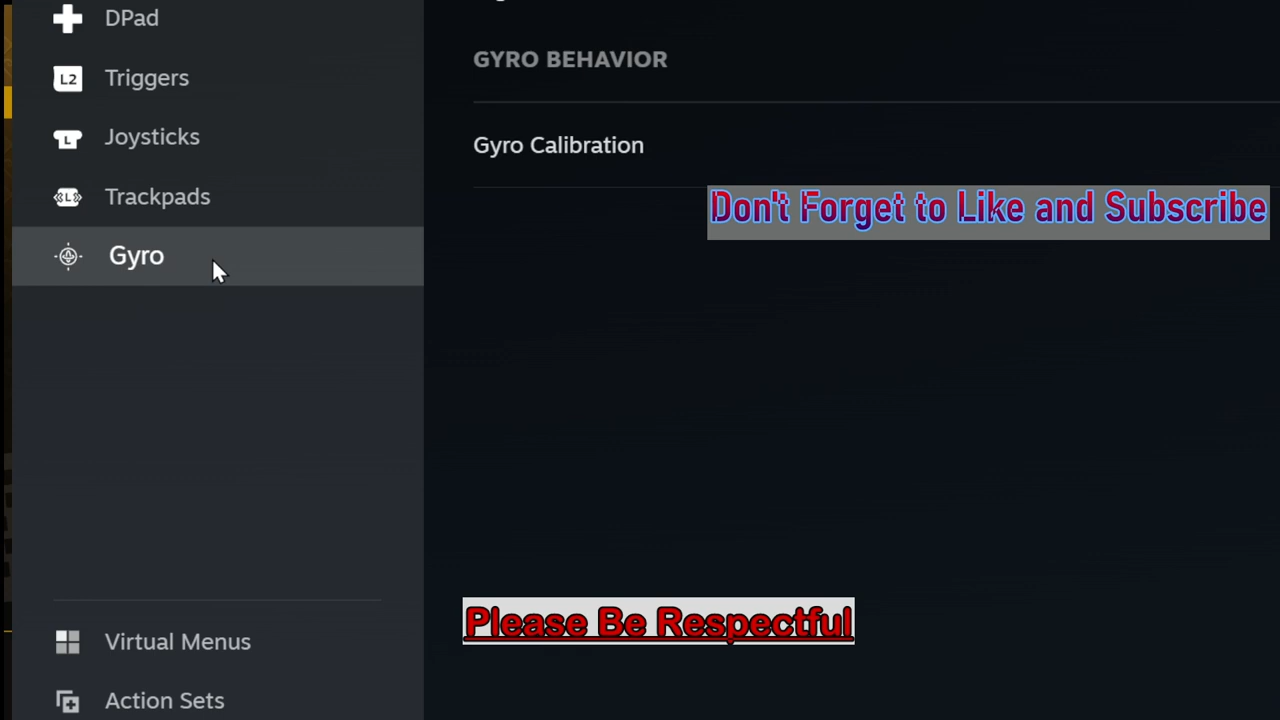 DPad
L2 Triggers
L Joysticks
L Trackpads
Gyro
Virtual Menus
Action Sets
GYRO BEHAVIOR
Gyro Calibration
Don't Forget to Like and Subscribe
Please Be Respectful